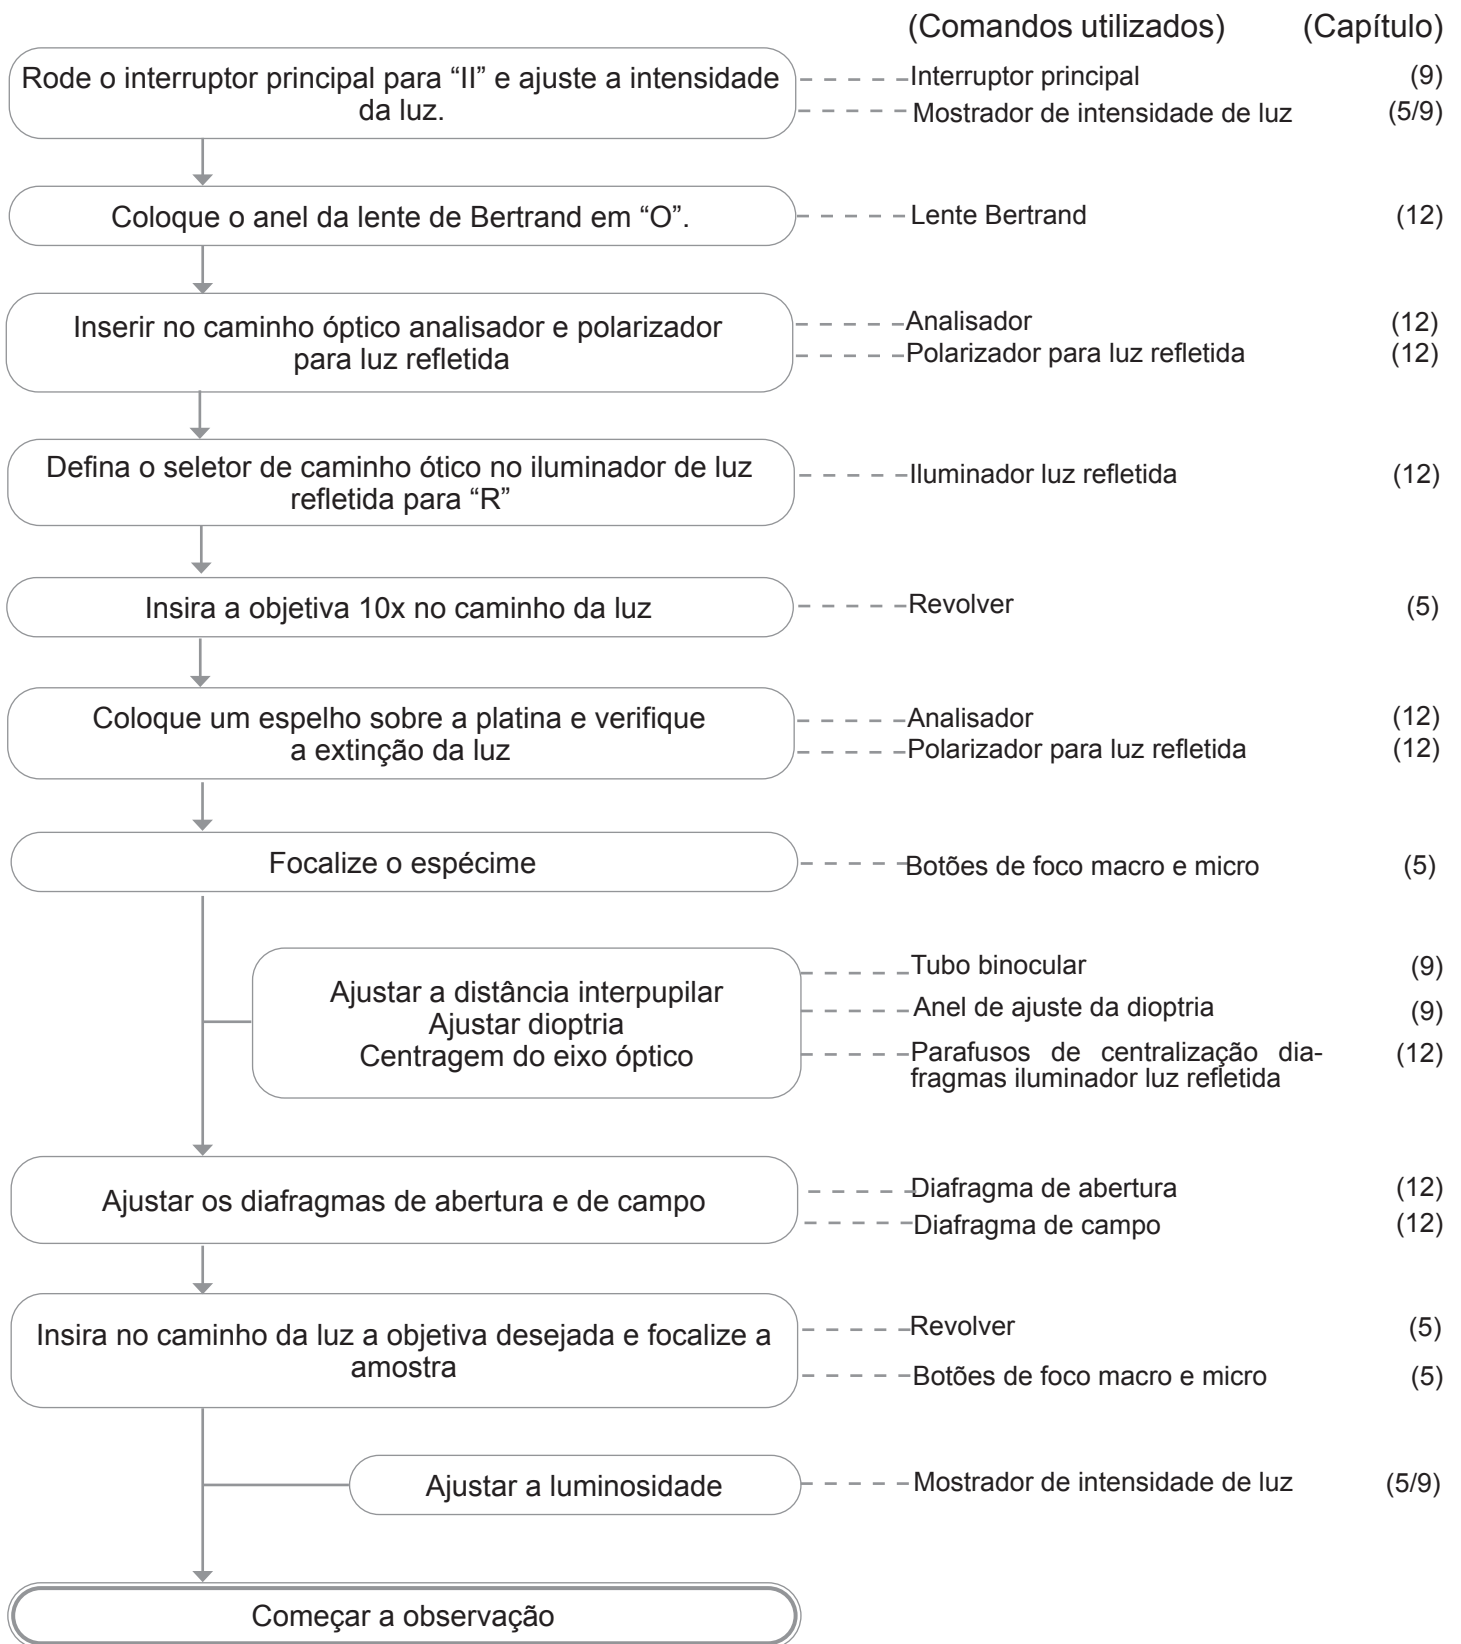 (Comandos utilizados) (Capítulo)
Rode o interruptor principal para “II” e ajuste a intensidade
da luz.
Interruptor principal (9)
Mostrador de intensidade de luz (5/9)
Coloque o anel da lente de Bertrand em “O”.
Lente Bertrand (12)
Inserir no caminho óptico analisador e polarizador
para luz refletida
Analisador (12)
Polarizador para luz refletida (12)
Defina o seletor de caminho ótico no iluminador de luz
refletida para “R”
Iluminador luz refletida (12)
Insira a objetiva 10x no caminho da luz
Revolver (5)
Coloque um espelho sobre a platina e verifique
a extinção da luz
Analisador (12)
Polarizador para luz refletida (12)
Focalize o espécime
Botões de foco macro e micro (5)
Ajustar a distância interpupilar
Ajustar dioptria
Centragem do eixo óptico
Tubo binocular (9)
Anel de ajuste da dioptria (9)
Parafusos de centralização dia- (12)
fragmas iluminador luz refletida
Ajustar os diafragmas de abertura e de campo
Diafragma de abertura (12)
Diafragma de campo (12)
Insira no caminho da luz a objetiva desejada e focalize a
amostra
Revolver (5)
Botões de foco macro e micro (5)
Ajustar a luminosidade
Mostrador de intensidade de luz (5/9)
Começar a observação